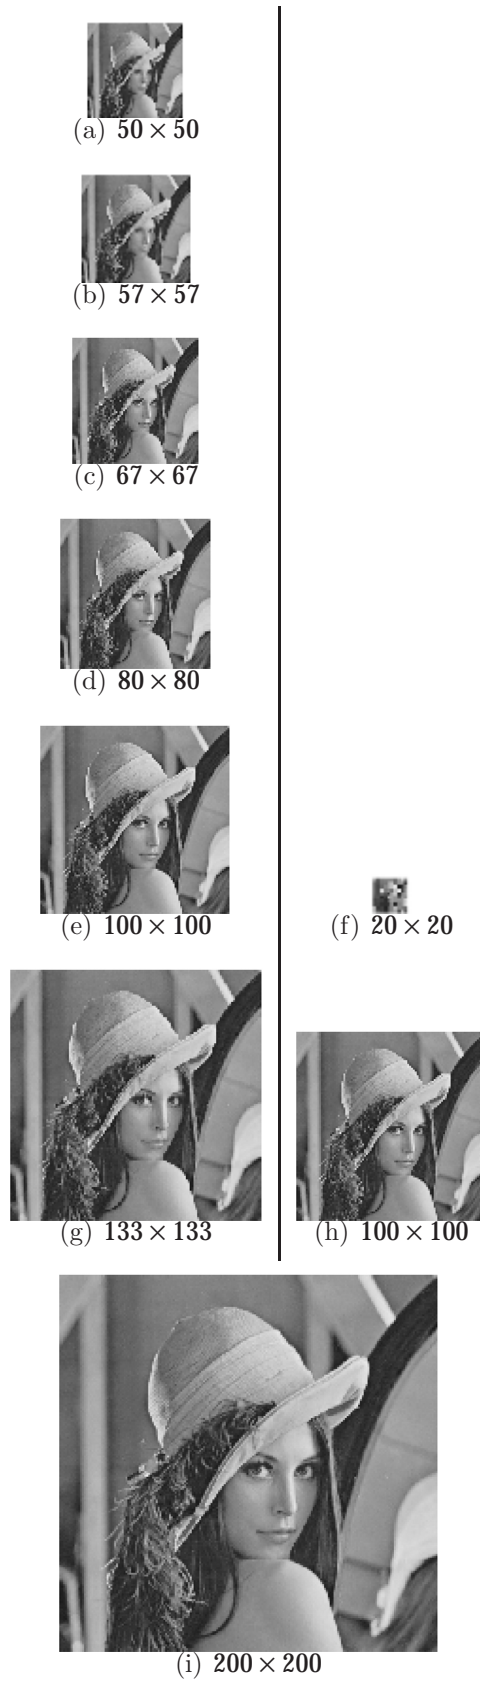 (a) 50 × 50
(b) 57 × 57
(c) 67 × 67
(d) 80 × 80
(e) 100 × 100
(f) 20 × 20
(g) 133 × 133
(h) 100 × 100
(i) 200 × 200